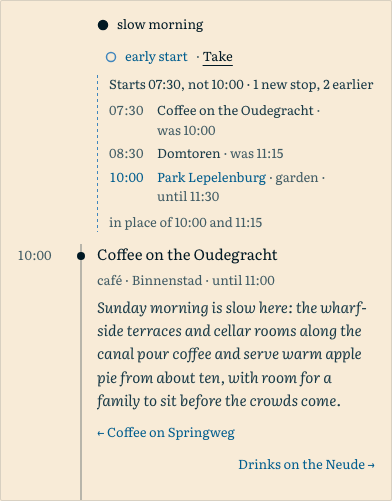 slow morning
early start · Take
Starts 07:30, not 10:00 · 1 new stop, 2 earlier
07:30 Coffee on the Oudegracht ·
was 10:00
08:30 Domtoren · was 11:15
10:00 Park Lepelenburg · garden ·
until 11:30
in place of 10:00 and 11:15
10:00 Coffee on the Oudegracht
café · Binnenstad · until 11:00
Sunday morning is slow here: the wharf-
side terraces and cellar rooms along the
canal pour coffee and serve warm apple
pie from about ten, with room for a
family to sit before the crowds come.
← Coffee on Springweg
Drinks on the Neude →